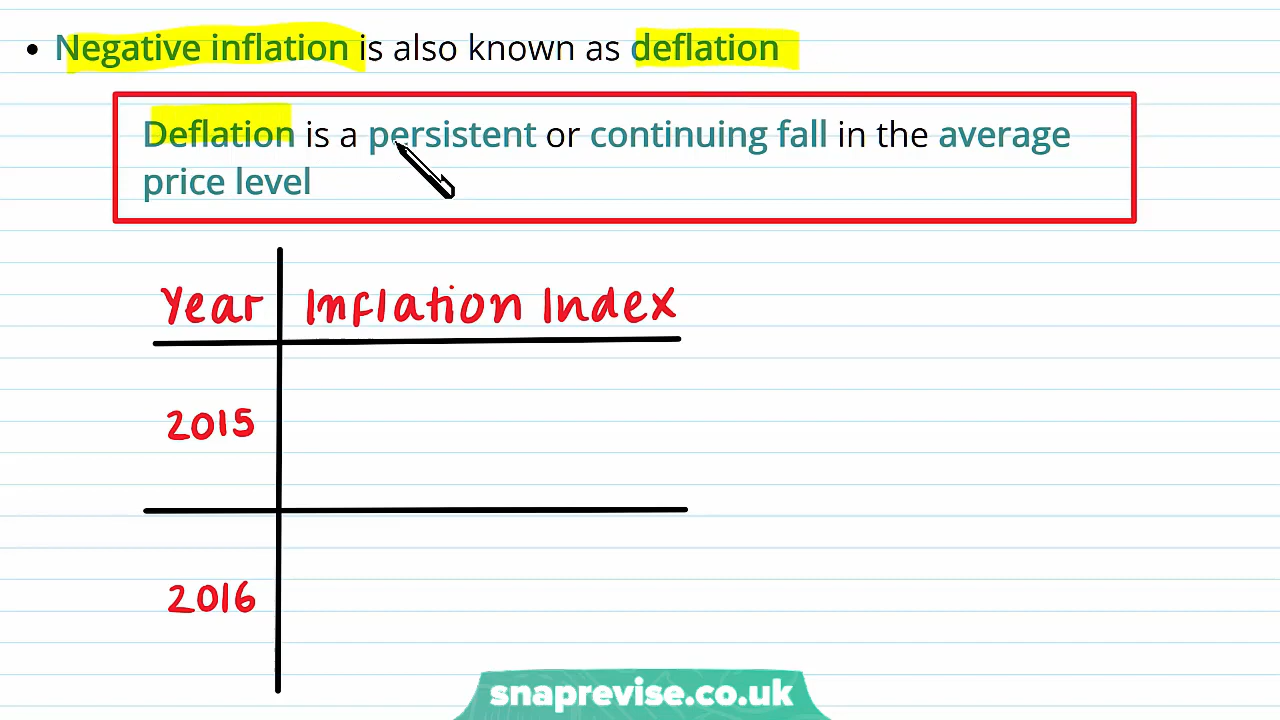 • Negative inflation is also known as deflation
Deflation is a persistent or continuing fall in the average
price level
Year Inflation Index
2015
2016
snaprevise.co.uk